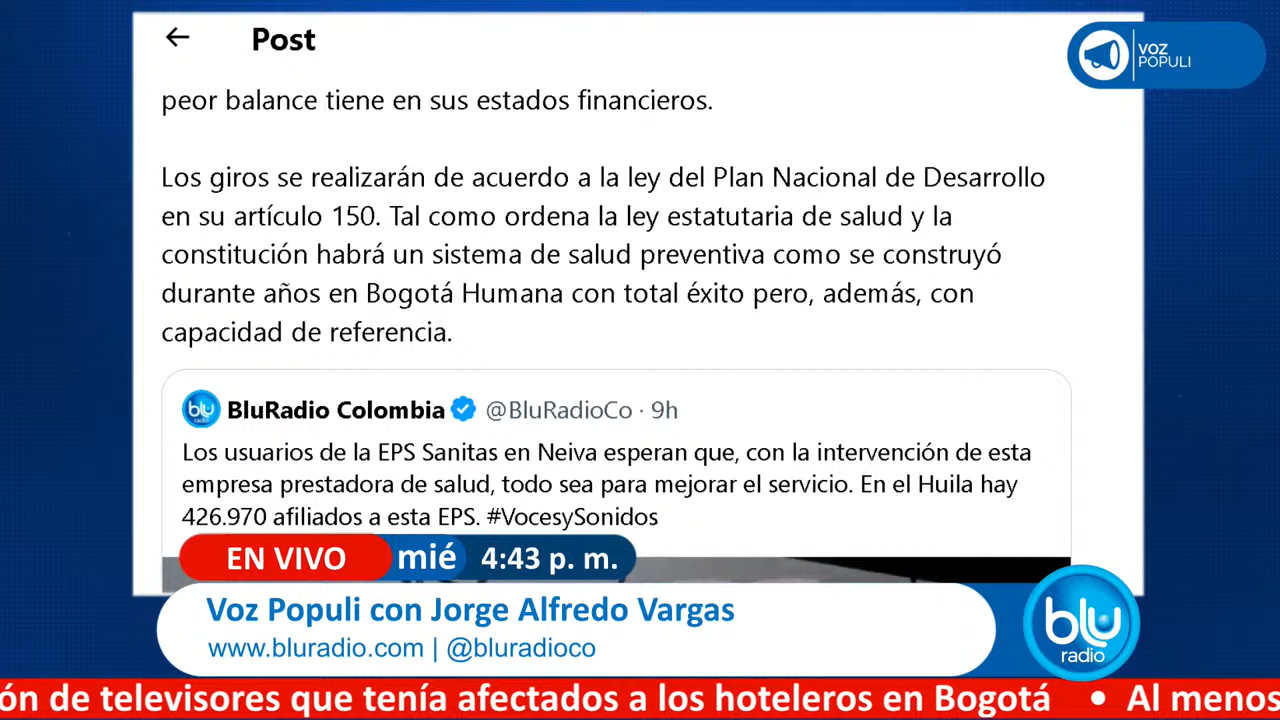 Post
VOZ
POPULI
peor balance tiene en sus estados financieros.
Los giros se realizarán de acuerdo a la ley del Plan Nacional de Desarrollo
en su artículo 150. Tal como ordena la ley estatutaria de salud y la
constitución habrá un sistema de salud preventiva como se construyó
durante años en Bogotá Humana con total éxito pero, además, con
capacidad de referencia.
blu
radio
BluRadio Colombia @BluRadioCo · 9h
Los usuarios de la EPS Sanitas en Neiva esperan que, con la intervención de esta
empresa prestadora de salud, todo sea para mejorar el servicio. En el Huila hay
426.970 afiliados a esta EPS. #VocesySonidos
EN VIVO mié 4:43 p. m.
Voz Populi con Jorge Alfredo Vargas
www.bluradio.com | @bluradioco
blu
radio
ón de televisores que tenía afectados a los hoteleros en Bogotá • Al menos